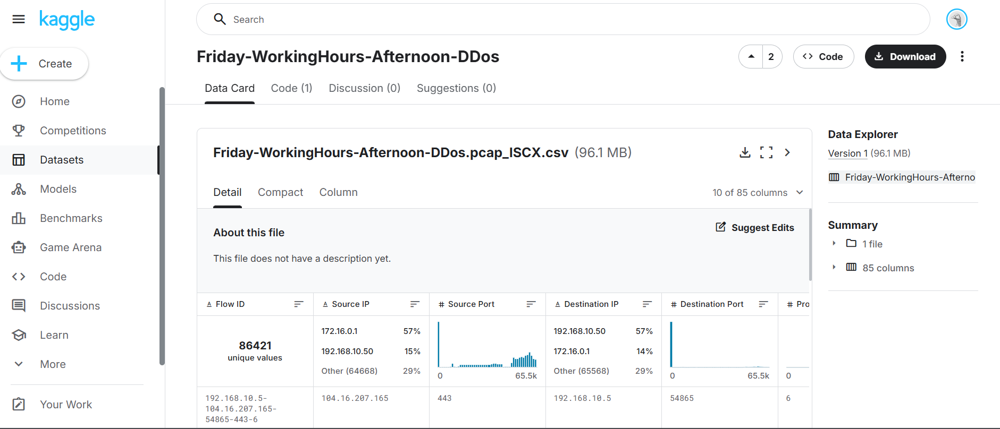 kaggle
Search
Create
Home
Competitions
Datasets
Models
Benchmarks
Game Arena
Code
Discussions
Learn
More
Your Work
Friday-WorkingHours-Afternoon-DDos
2
Code
Download
Data Card
Code (1)
Discussion (0)
Suggestions (0)
Friday-WorkingHours-Afternoon-DDos.pcap_ISCX.csv (96.1 MB)
Detail
Compact
Column
10 of 85 columns
About this file
Suggest Edits
This file does not have a description yet.
Flow ID
Source IP
# Source Port
Destination IP
# Destination Port
# Pro
86421
unique values
172.16.0.1 57%
192.168.10.50 15%
Other (64668) 29%
0 65.5k
192.168.10.50 57%
172.16.0.1 14%
Other (65568) 29%
0 65.5k
0
192.168.10.5-
104.16.207.165-
54865-443-6
104.16.207.165
443
192.168.10.5
54865
6
Data Explorer
Version 1 (96.1 MB)
Friday-WorkingHours-Afterno
Summary
1 file
85 columns